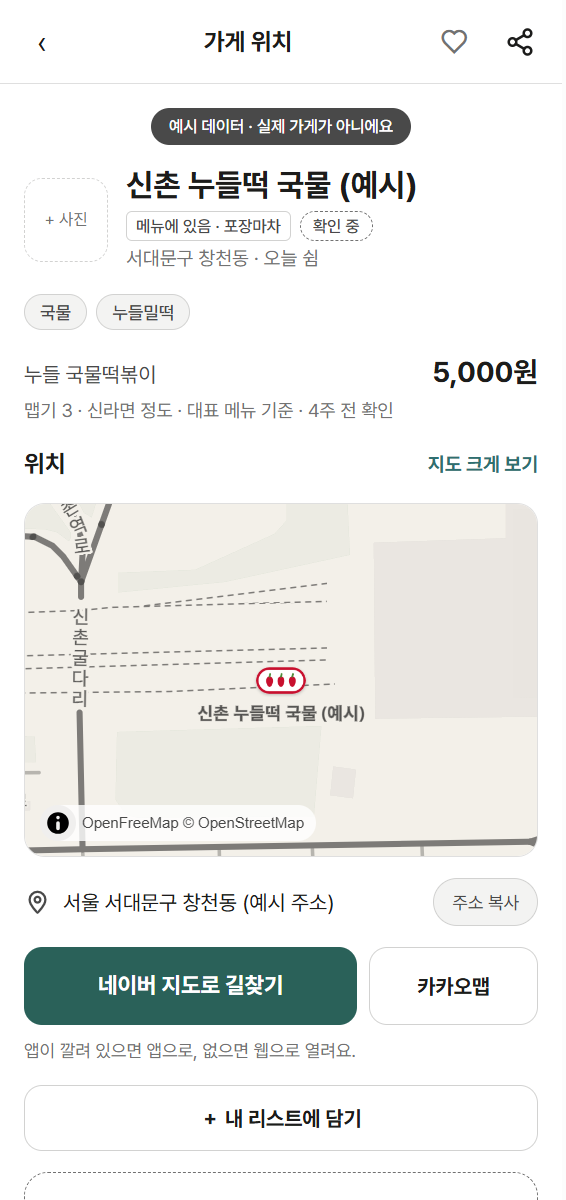 가게 위치
예시 데이터 · 실제 가게가 아니에요
+ 사진
신촌 누들떡 국물 (예시)
메뉴에 있음 · 포장마차
확인 중
서대문구 창천동 · 오늘 쉼
국물
누들밀떡
누들 국물떡볶이
5,000원
맵기 3 · 신라면 정도 · 대표 메뉴 기준 · 4주 전 확인
위치
지도 크게 보기
신촌굴다리
신촌 누들떡 국물 (예시)
OpenFreeMap © OpenStreetMap
서울 서대문구 창천동 (예시 주소)
주소 복사
네이버 지도로 길찾기
카카오맵
앱이 깔려 있으면 앱으로, 없으면 웹으로 열려요.
+ 내 리스트에 담기